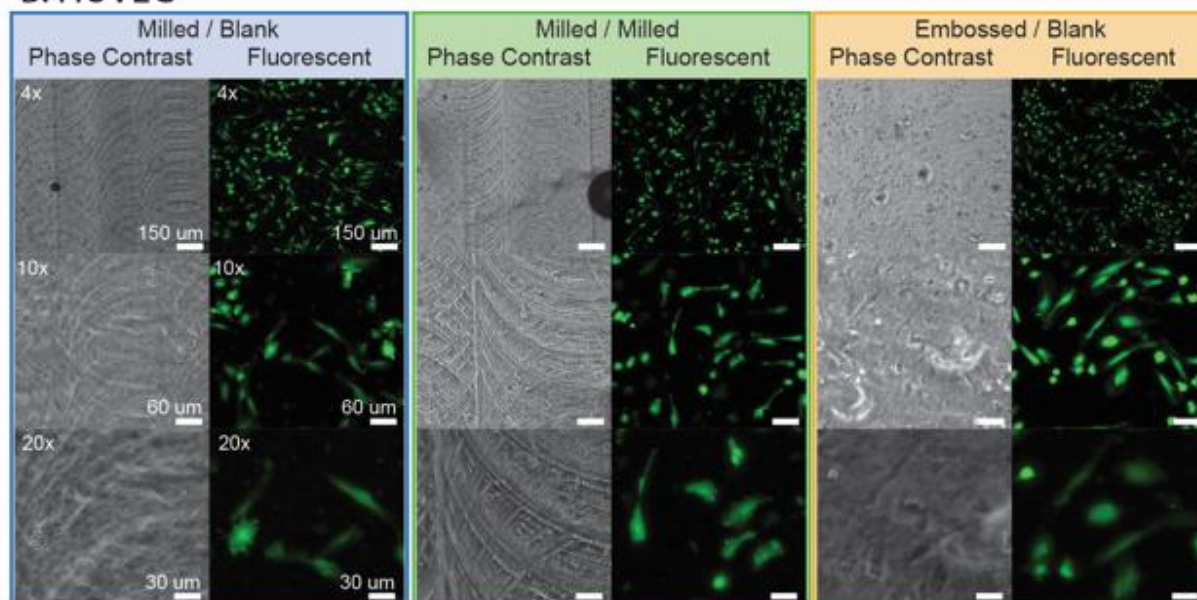 Milled / Blank
Phase Contrast Fluorescent
Milled / Milled
Phase Contrast Fluorescent
Embossed / Blank
Phase Contrast Fluorescent
4x
4x
150 um
150 um
10x
10x
60 um
60 um
20x
20x
30 um
30 um